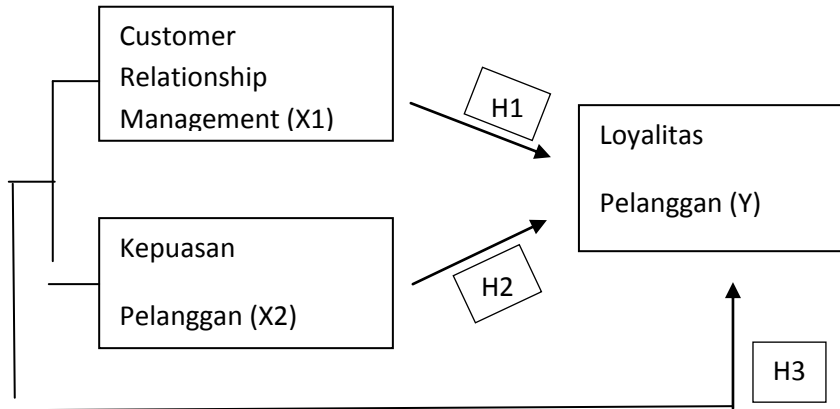 Customer
Relationship
Management (X1)
H1
Loyalitas
Pelanggan (Y)
Kepuasan
Pelanggan (X2)
H2
H3